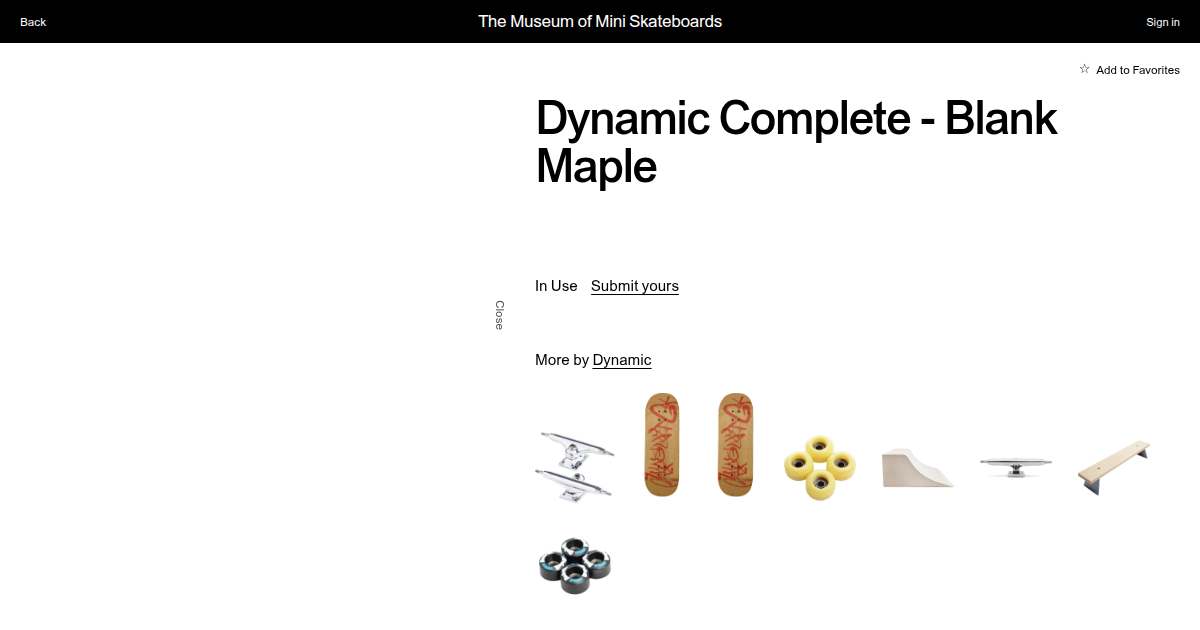 Back
The Museum of Mini Skateboards
Sign in
☆ Add to Favorites
Dynamic Complete - Blank
Maple
In Use Submit yours
Close
More by Dynamic